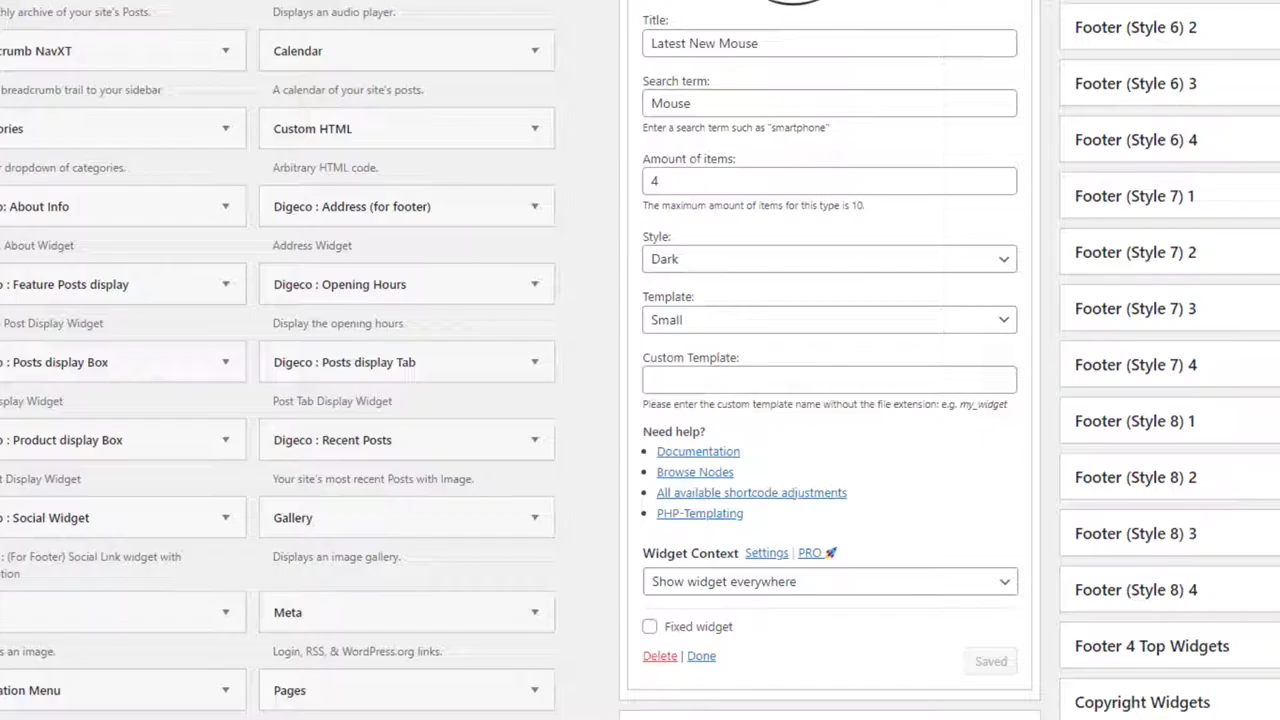 hly archive of your site's Posts.
crumb NavXT
breadcrumb trail to your sidebar
ories
r dropdown of categories.
o: About Info
. About Widget
o : Feature Posts display
Post Display Widget
o : Posts display Box
splay Widget
o : Product display Box
t Display Widget
o : Social Widget
: (For Footer) Social Link widget with
tion
s an image.
ation Menu
Displays an audio player.
Calendar
A calendar of your site's posts.
Custom HTML
Arbitrary HTML code.
Digeco : Address (for footer)
Address Widget
Digeco : Opening Hours
Display the opening hours.
Digeco : Posts display Tab
Post Tab Display Widget
Digeco : Recent Posts
Your site's most recent Posts with Image.
Gallery
Displays an image gallery.
Meta
Login, RSS, & WordPress.org links.
Pages
Title:
Latest New Mouse
Search term:
Mouse
Enter a search term such as "smartphone"
Amount of items:
4
The maximum amount of items for this type is 10.
Style:
Dark
Template:
Small
Custom Template:
Please enter the custom template name without the file extension: e.g. my_widget
Need help?
Documentation
Browse Nodes
All available shortcode adjustments
PHP-Templating
Widget Context Settings | PRO 🚀
Show widget everywhere
Fixed widget
Delete | Done
Saved
Footer (Style 6) 2
Footer (Style 6) 3
Footer (Style 6) 4
Footer (Style 7) 1
Footer (Style 7) 2
Footer (Style 7) 3
Footer (Style 7) 4
Footer (Style 8) 1
Footer (Style 8) 2
Footer (Style 8) 3
Footer (Style 8) 4
Footer 4 Top Widgets
Copyright Widgets